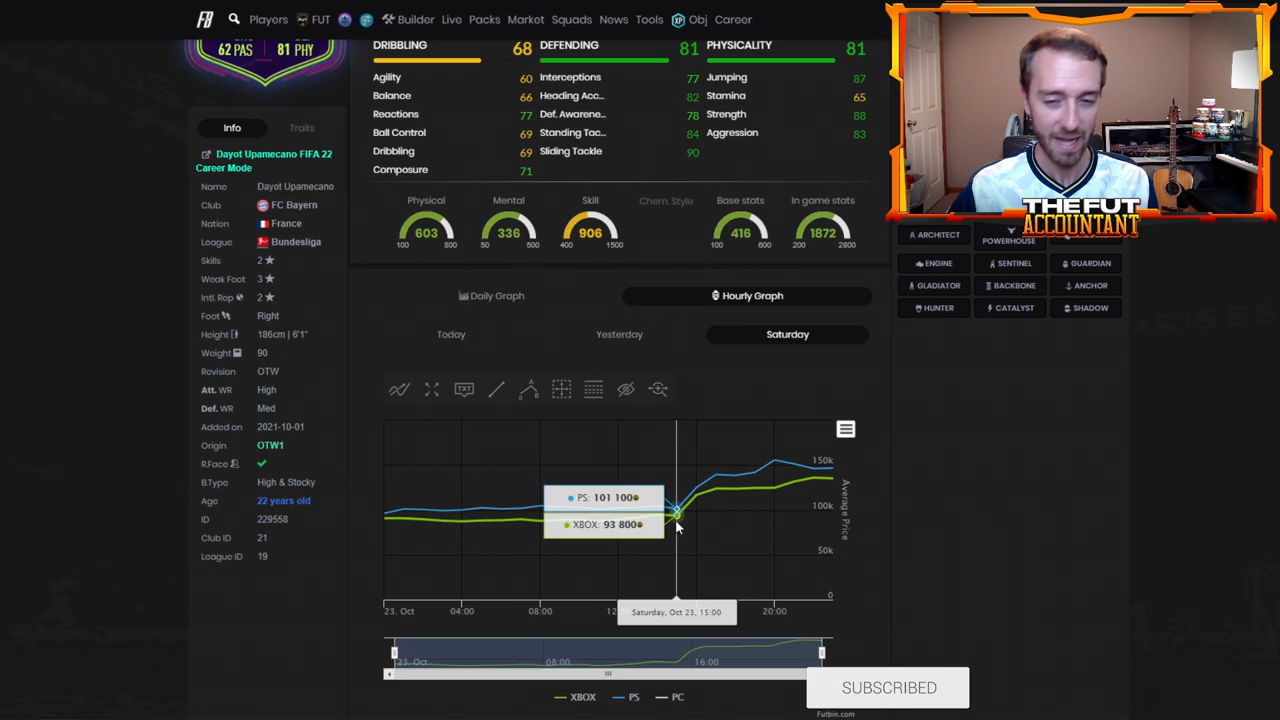 FB
Players
FUT
Builder
Live
Packs
Market
Squads
News
Tools
XP Obj
Career
62 PAS
81 PHY
DRIBBLING 68
DEFENDING 81
PHYSICALITY 81
Agility 60
Interceptions 77
Jumping 87
Balance 66
Heading Acc... 82
Stamina 65
Reactions 77
Def. Awarene... 78
Strength 88
Ball Control 69
Standing Tac... 84
Aggression 83
Dribbling 69
Sliding Tackle 90
Composure 71
Info
Traits
Dayot Upamecano FIFA 22
Career Mode
Name Dayot Upamecano
Club FC Bayern
Nation France
League Bundesliga
Skills 2
Weak Foot 3
Intl. Rep 2
Foot Right
Height 186cm | 6'1"
Weight 90
Revision OTW
Att. WR High
Def. WR Med
Added on 2021-10-01
Origin OTW1
R.Face
B.Type High & Stocky
Age 22 years old
ID 229558
Club ID 21
League ID 19
Physical
Mental
Skill
Chem. Style
Base stats
In game stats
603
100 800
336
50 500
906
400 1500
416
100 600
1872
200 2800
Daily Graph
Hourly Graph
Today
Yesterday
Saturday
TXT
150k
100k
50k
0
Average Price
PS: 101 100
XBOX: 93 800
23. Oct
04:00
08:00
12
20:00
Saturday, Oct 23, 15:00
23. Oct
08:00
16:00
XBOX
PS
PC
Futbin.com
THE FUT
ACCOUNTANT
ARCHITECT
POWERHOUSE
ENGINE
SENTINEL
GUARDIAN
GLADIATOR
BACKBONE
ANCHOR
HUNTER
CATALYST
SHADOW
SUBSCRIBED